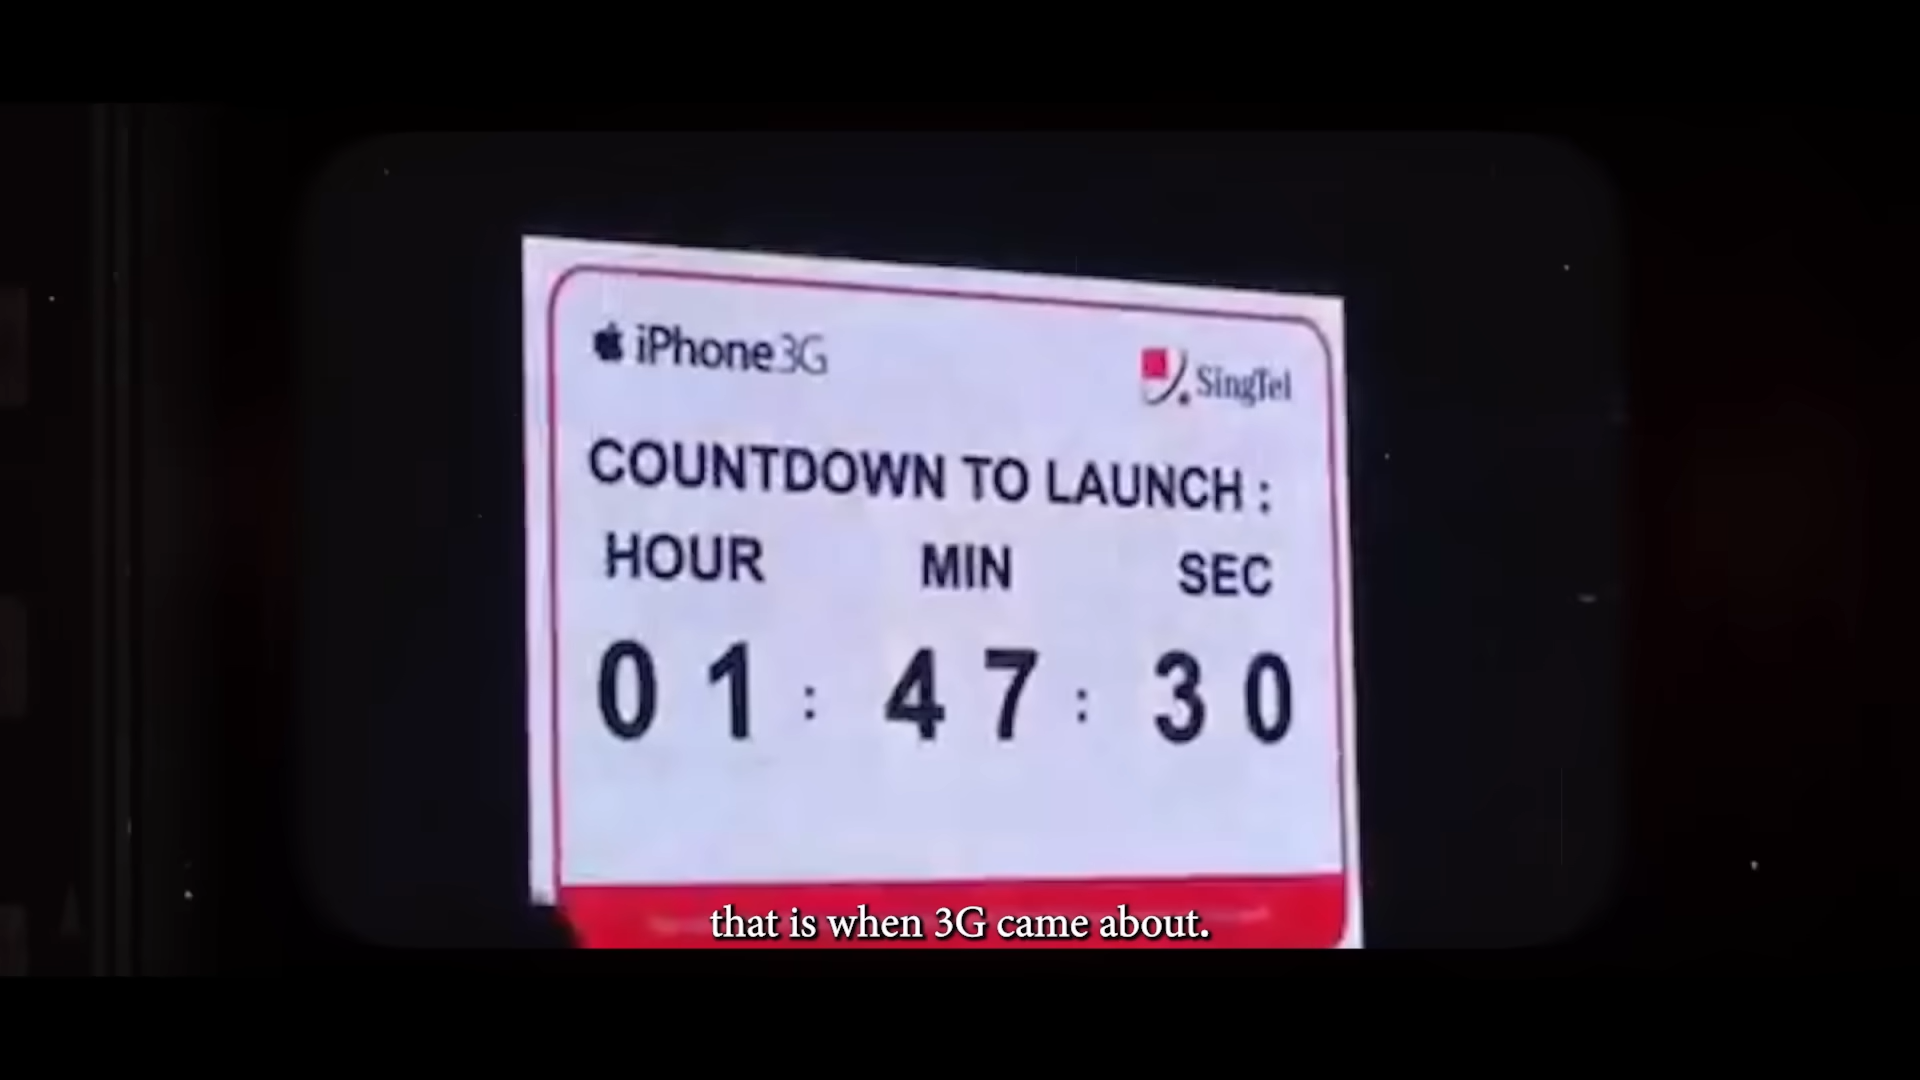 iPhone 3G
SingTel
COUNTDOWN TO LAUNCH :
HOUR MIN SEC
01 : 47 : 30
that is when 3G came about.